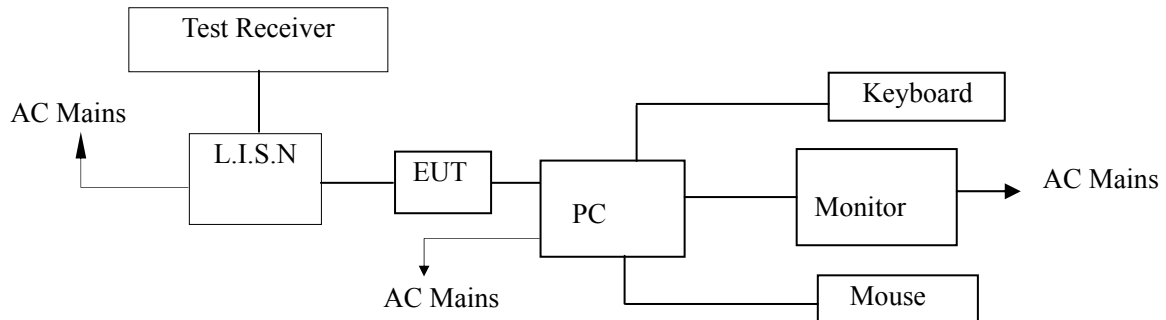 Test Receiver
Keyboard
AC Mains
L.I.S.N
EUT
AC Mains
PC
Monitor
AC Mains
Mouse